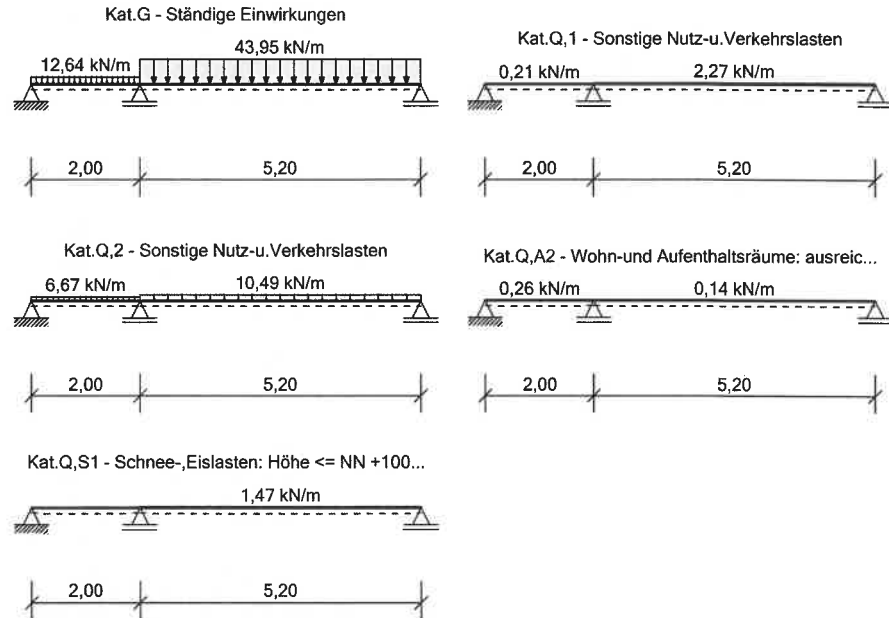 Kat.G - Ständige Einwirkungen
12,64 kN/m
43,95 kN/m
2,00
5,20
Kat.Q,1 - Sonstige Nutz-u.Verkehrslasten
0,21 kN/m
2,27 kN/m
2,00
5,20
Kat.Q,2 - Sonstige Nutz-u.Verkehrslasten
6,67 kN/m
10,49 kN/m
2,00
5,20
Kat.Q,A2 - Wohn-und Aufenthaltsräume: ausreic...
0,26 kN/m
0,14 kN/m
2,00
5,20
Kat.Q,S1 - Schnee-,Eislasten: Höhe <= NN +100...
1,47 kN/m
2,00
5,20